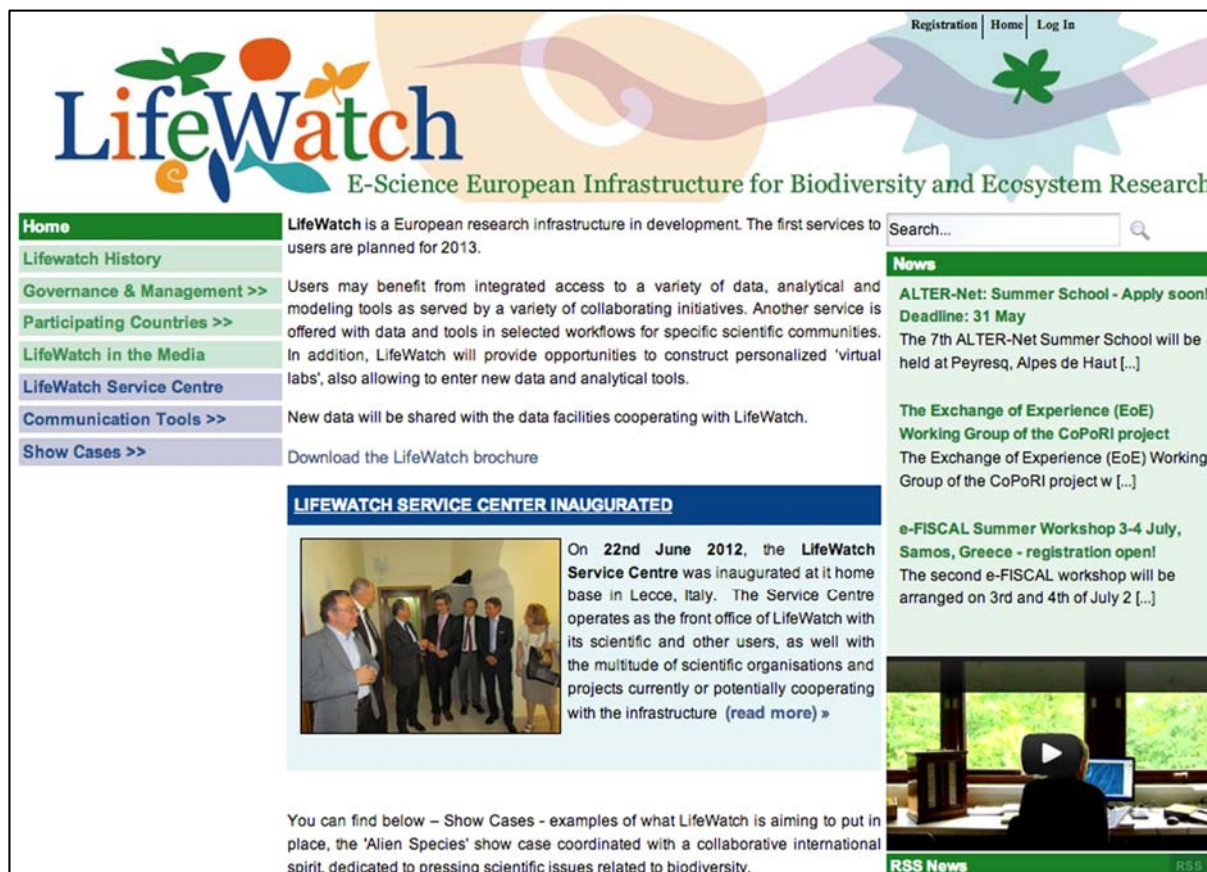 Registration | Home | Log In
LifeWatch
E-Science European Infrastructure for Biodiversity and Ecosystem Research
Home
Lifewatch History
Governance & Management >>
Participating Countries >>
LifeWatch in the Media
LifeWatch Service Centre
Communication Tools >>
Show Cases >>
LifeWatch is a European research infrastructure in development. The first services to
users are planned for 2013.
Users may benefit from integrated access to a variety of data, analytical and
modeling tools as served by a variety of collaborating initiatives. Another service is
offered with data and tools in selected workflows for specific scientific communities.
In addition, LifeWatch will provide opportunities to construct personalized 'virtual
labs', also allowing to enter new data and analytical tools.
New data will be shared with the data facilities cooperating with LifeWatch.
Download the LifeWatch brochure
LIFEWATCH SERVICE CENTER INAUGURATED
On 22nd June 2012, the LifeWatch
Service Centre was inaugurated at it home
base in Lecce, Italy. The Service Centre
operates as the front office of LifeWatch with
its scientific and other users, as well with
the multitude of scientific organisations and
projects currently or potentially cooperating
with the infrastructure (read more) »
You can find below – Show Cases - examples of what LifeWatch is aiming to put in
place, the 'Alien Species' show case coordinated with a collaborative international
spirit, dedicated to pressing scientific issues related to biodiversity.
Search...
News
ALTER-Net: Summer School - Apply soon!
Deadline: 31 May
The 7th ALTER-Net Summer School will be
held at Peyresq, Alpes de Haut [...]
The Exchange of Experience (EoE)
Working Group of the CoPoRI project
The Exchange of Experience (EoE) Working
Group of the CoPoRI project w [...]
e-FISCAL Summer Workshop 3-4 July,
Samos, Greece - registration open!
The second e-FISCAL workshop will be
arranged on 3rd and 4th of July 2 [...]
RSS News
RSS